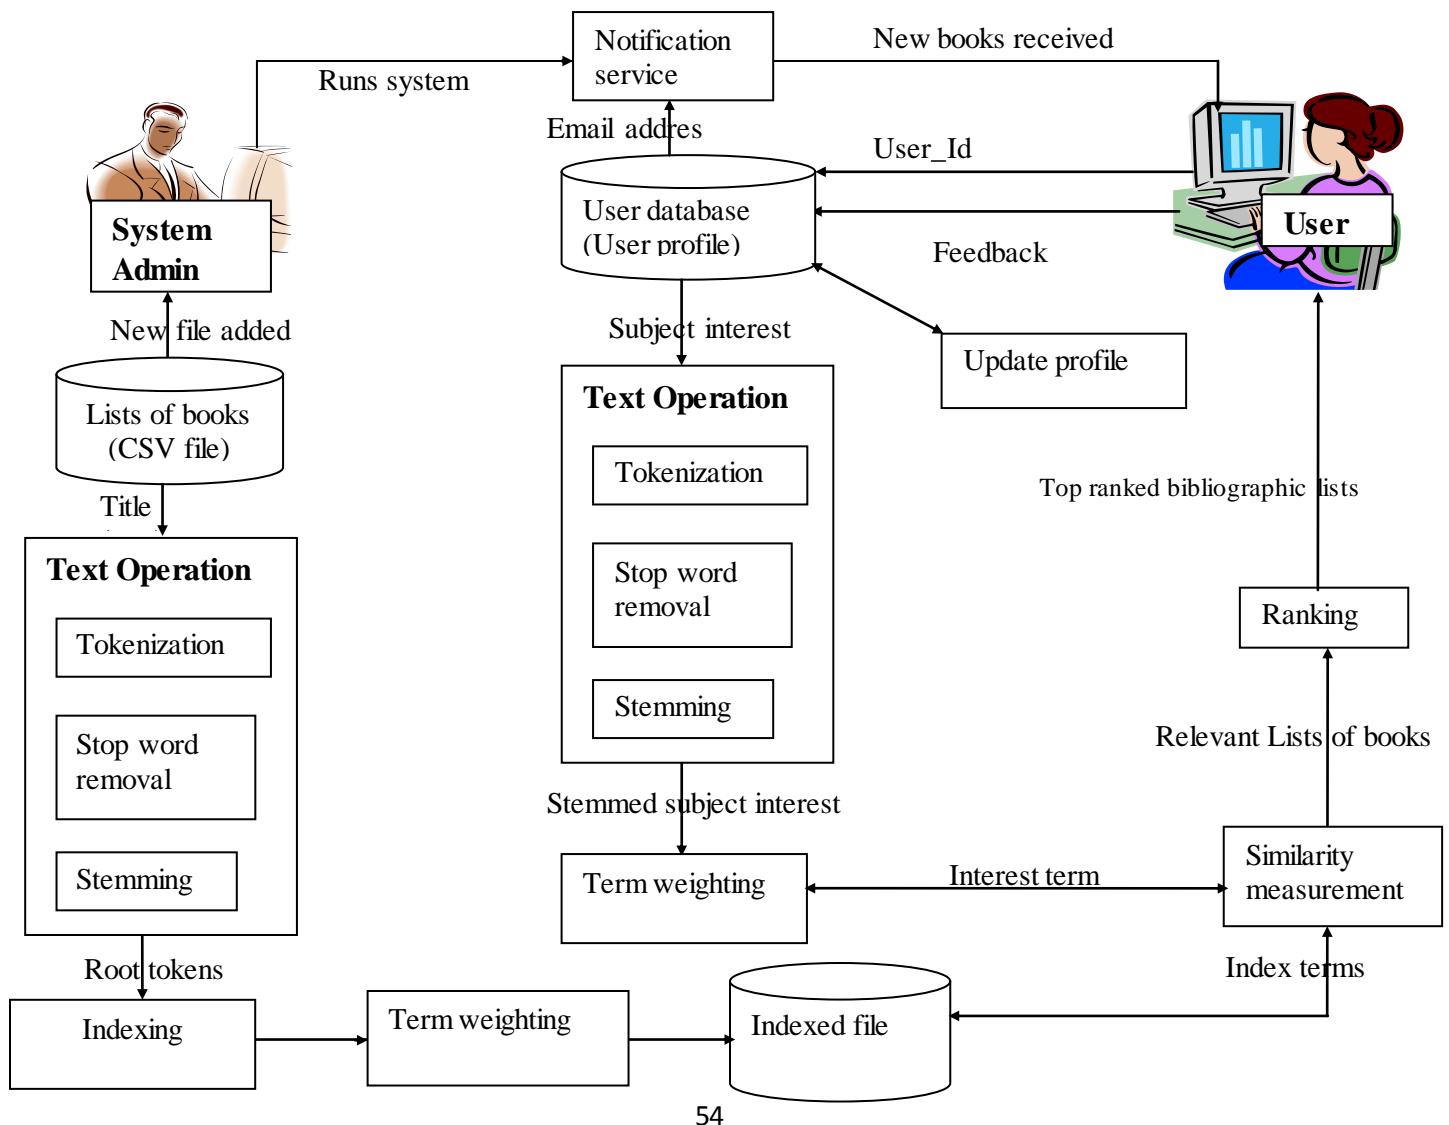 Notification
service
New books received
Runs system
Email addres
User_Id
User database
(User profile)
User
System
Admin
Feedback
New file added
Subject interest
Update profile
Lists of books
(CSV file)
Text Operation
Tokenization
Stop word
removal
Stemming
Title
Top ranked bibliographic lists
Text Operation
Tokenization
Stop word
removal
Stemming
Ranking
Relevant Lists of books
Stemmed subject interest
Term weighting
Interest term
Similarity
measurement
Root tokens
Index terms
Indexing
Term weighting
Indexed file
54